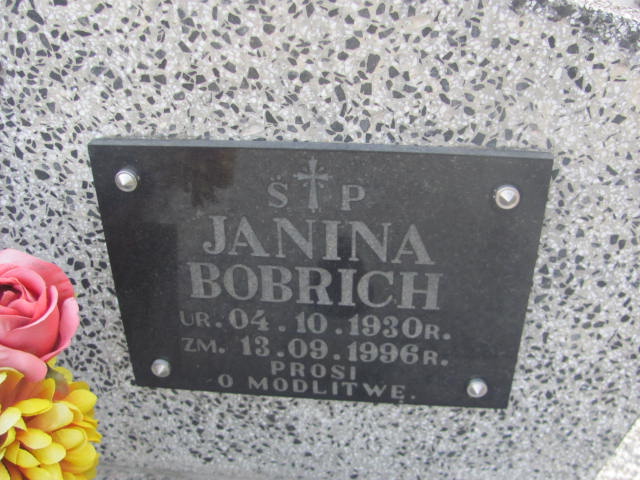 Ś P
JANINA
BOBRICH
UR. 04.10.1930R.
ZM. 13.09.1996R.
PROSI
O MODLITWĘ.